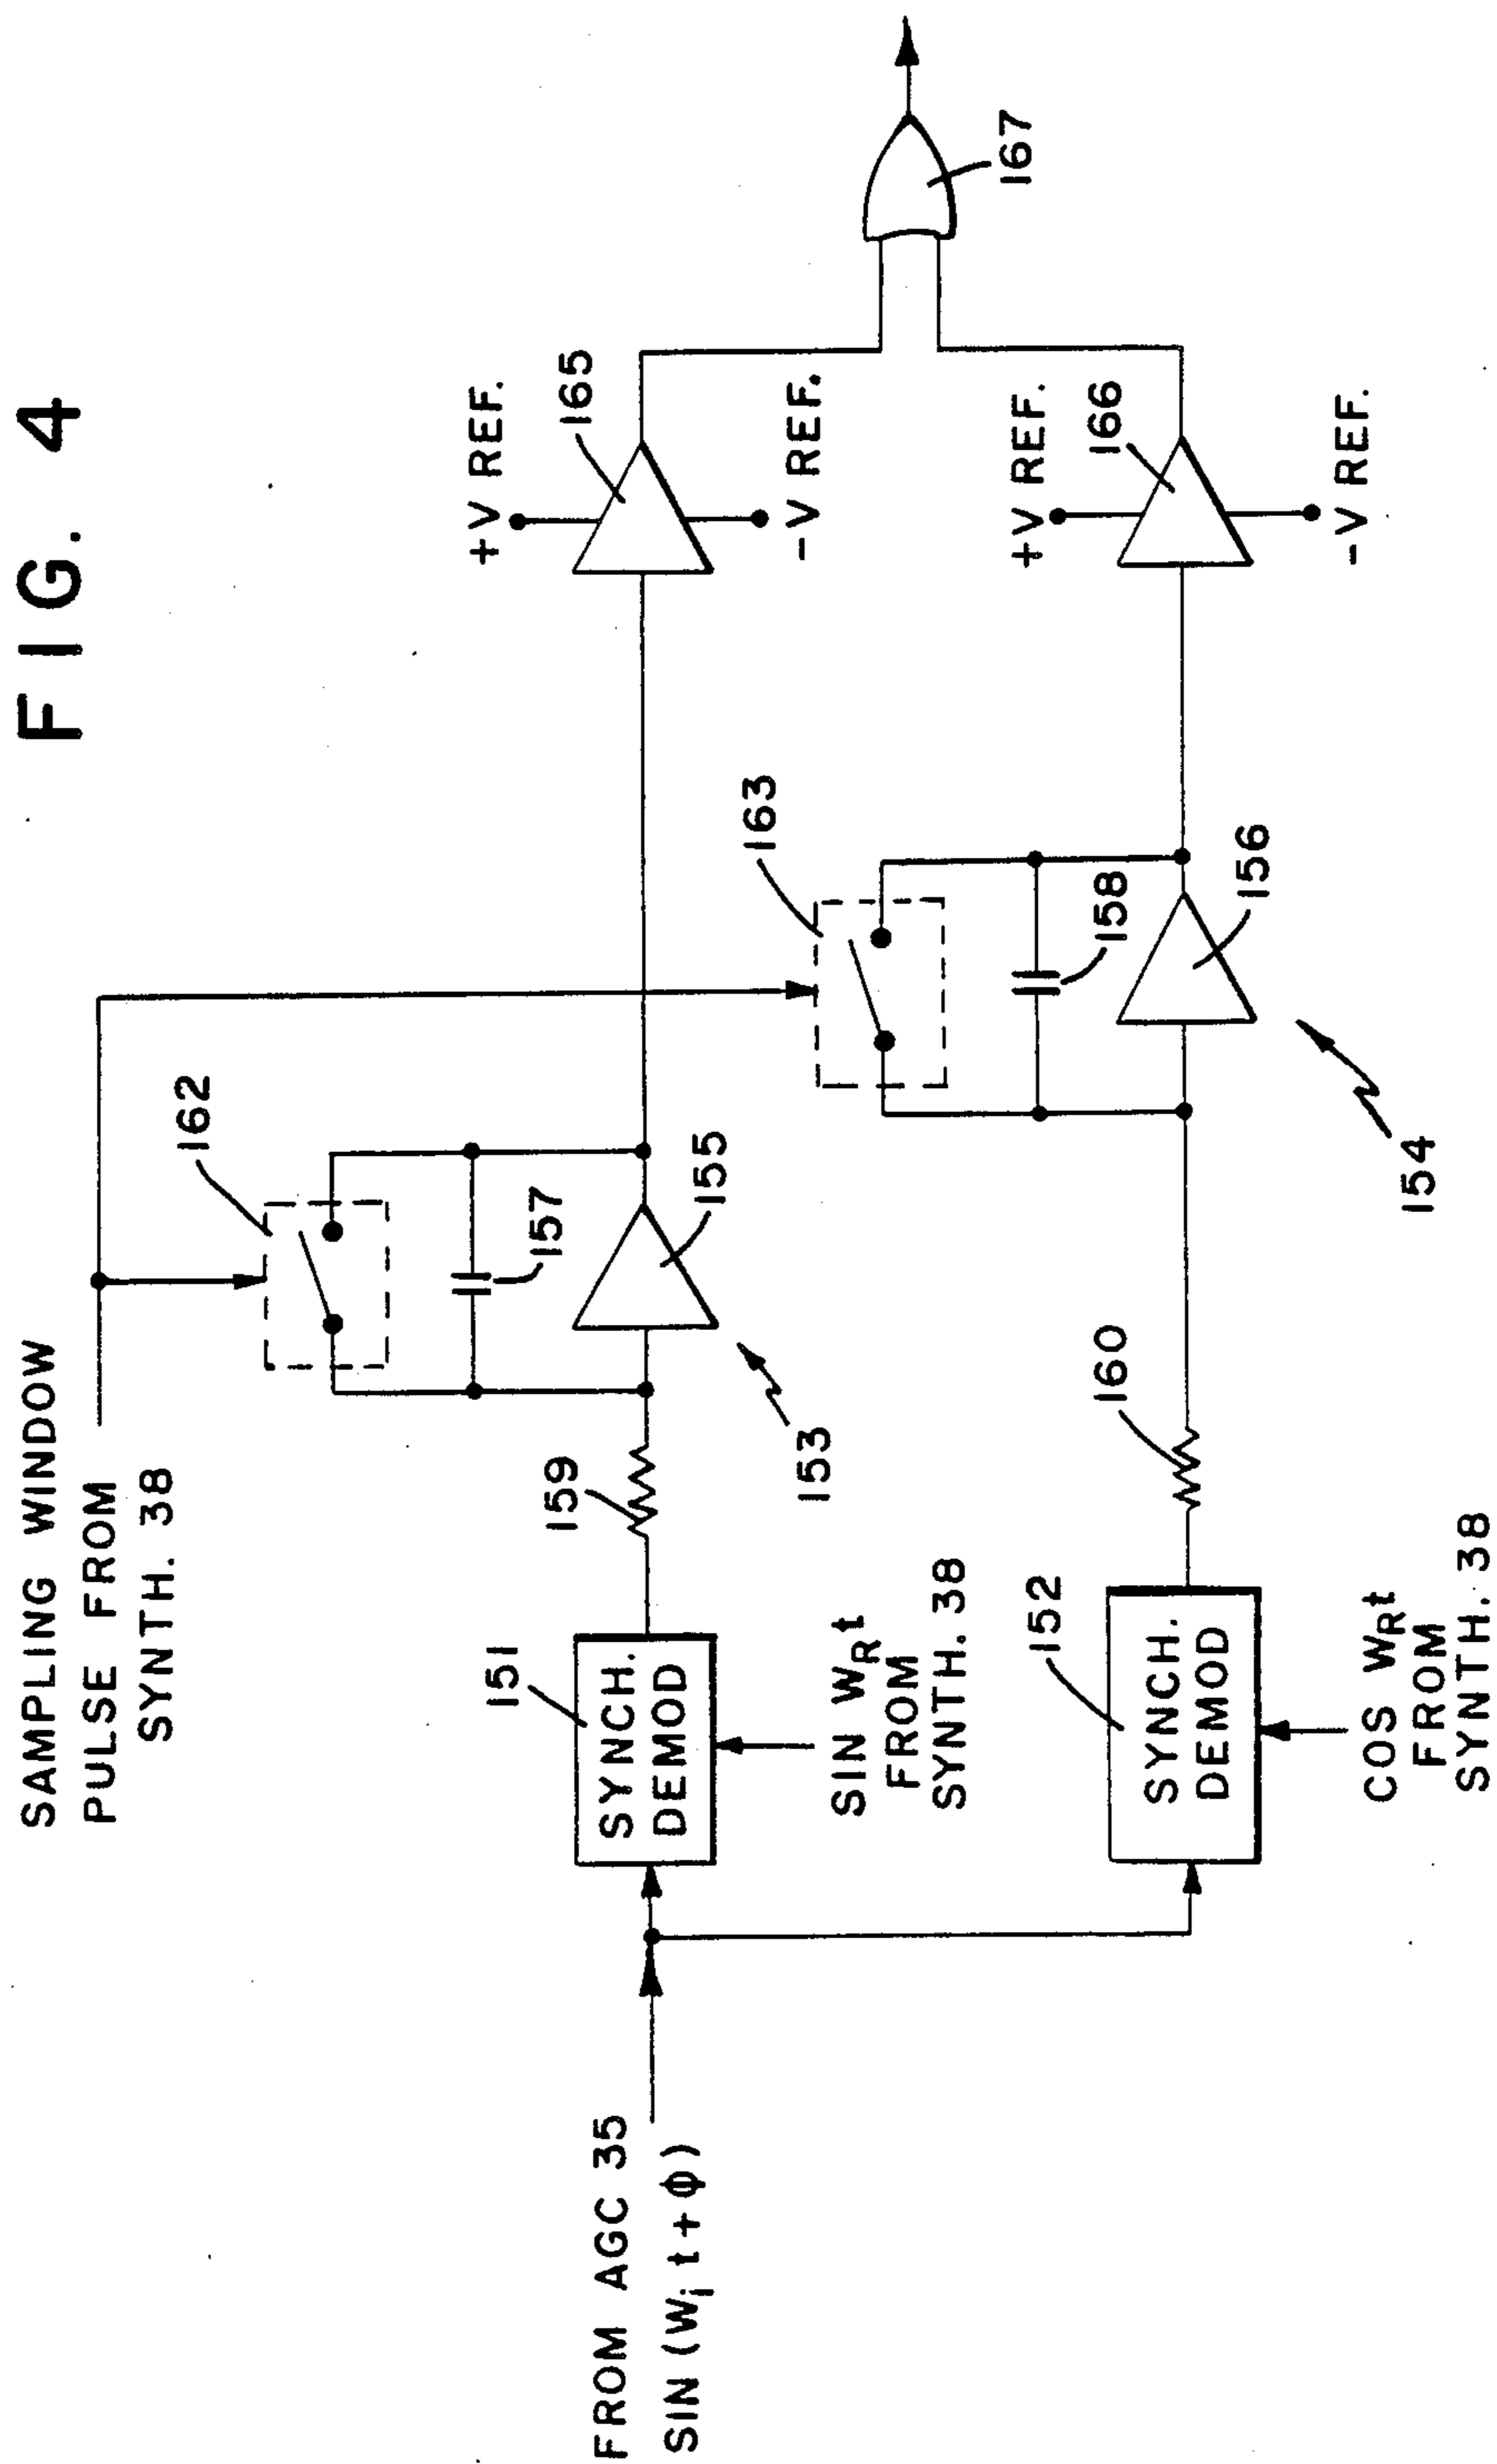 FIG. 4
SAMPLING WINDOW
PULSE FROM
SYNTH. 38
162
163
+V REF.
165
-V REF.
157
155
159
153
151
SYNCH.
DEMOD
SIN WRt
FROM
SYNTH. 38
FROM AGC 35
SIN (Wi t + ϕ)
167
+V REF.
166
-V REF.
158
156
154
160
152
SYNCH.
DEMOD
COS WRt
FROM
SYNTH. 38